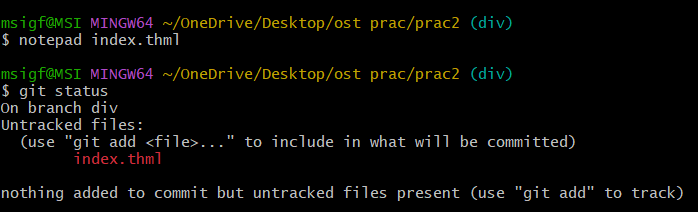 msigf@MSI MINGW64 ~/OneDrive/Desktop/ost prac/prac2 (div)
$ notepad index.thml
msigf@MSI MINGW64 ~/OneDrive/Desktop/ost prac/prac2 (div)
$ git status
On branch div
Untracked files:
  (use "git add <file>..." to include in what will be committed)
        index.thml
nothing added to commit but untracked files present (use "git add" to track)